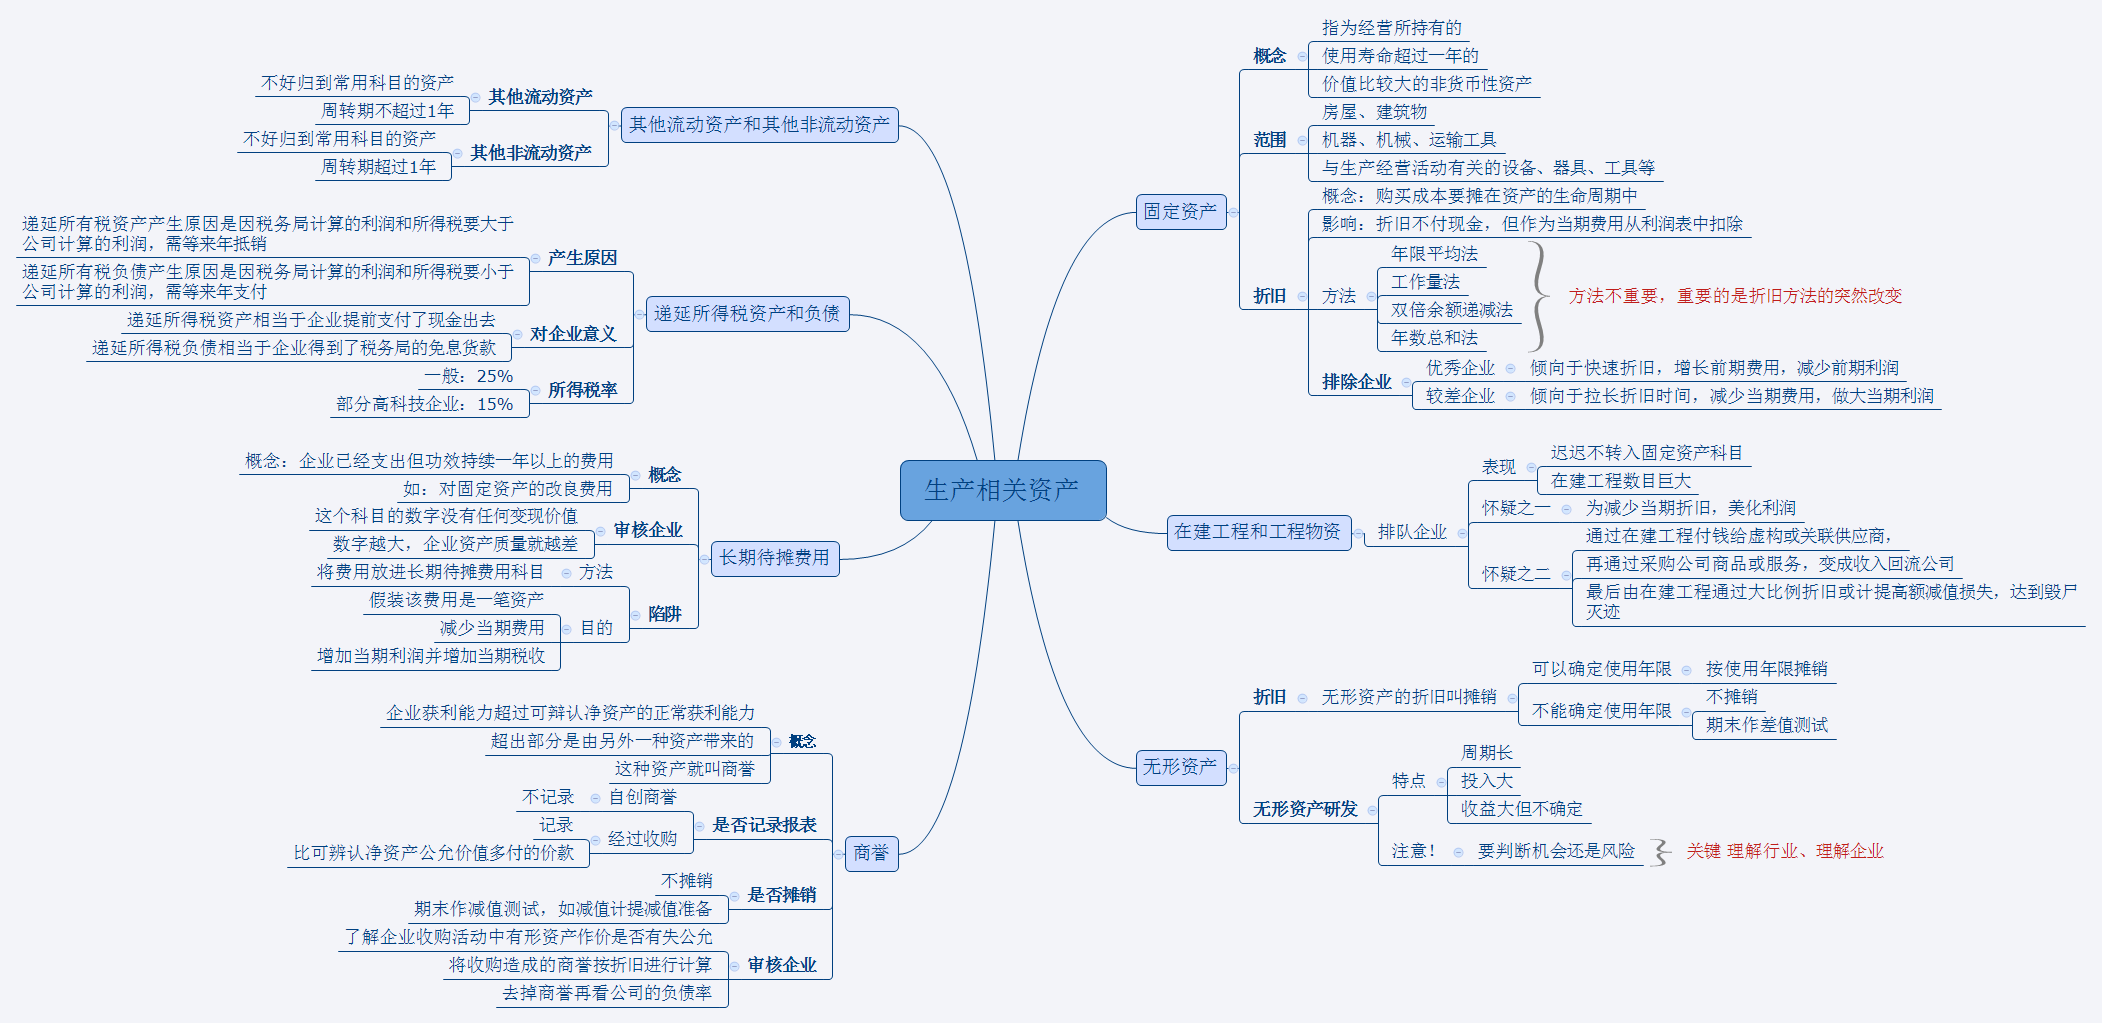 生产相关资产
固定资产
概念
指为经营所持有的
使用寿命超过一年的
价值比较大的非货币性资产
范围
房屋、建筑物
机器、机械、运输工具
与生产经营活动有关的设备、器具、工具等
折旧
概念：购买成本要摊在资产的生命周期中
影响：折旧不付现金，但作为当期费用从利润表中扣除
方法
年限平均法
工作量法
双倍余额递减法
年数总和法
方法不重要，重要的是折旧方法的突然改变
排除企业
优秀企业
倾向于快速折旧，增长前期费用，减少前期利润
较差企业
倾向于拉长折旧时间，减少当期费用，做大当期利润
在建工程和工程物资
排队企业
表现
迟迟不转入固定资产科目
在建工程数目巨大
怀疑之一
为减少当期折旧，美化利润
怀疑之二
通过在建工程付钱给虚构或关联供应商，
再通过采购公司商品或服务，变成收入回流公司
最后由在建工程通过大比例折旧或计提高额减值损失，达到毁尸
灭迹
无形资产
折旧
无形资产的折旧叫摊销
可以确定使用年限
按使用年限摊销
不能确定使用年限
不摊销
期末作差值测试
无形资产研发
特点
周期长
投入大
收益大但不确定
注意！
要判断机会还是风险
关键 理解行业、理解企业
其他流动资产和其他非流动资产
其他流动资产
不好归到常用科目的资产
周转期不超过1年
其他非流动资产
不好归到常用科目的资产
周转期超过1年
递延所得税资产和负债
产生原因
递延所有税资产产生原因是因税务局计算的利润和所得税要大于
公司计算的利润，需等来年抵销
递延所有税负债产生原因是因税务局计算的利润和所得税要小于
公司计算的利润，需等来年支付
对企业意义
递延所得税资产相当于企业提前支付了现金出去
递延所得税负债相当于企业得到了税务局的免息货款
所得税率
一般：25%
部分高科技企业：15%
长期待摊费用
概念
概念：企业已经支出但功效持续一年以上的费用
如：对固定资产的改良费用
审核企业
这个科目的数字没有任何变现价值
数字越大，企业资产质量就越差
陷阱
方法
将费用放进长期待摊费用科目
目的
假装该费用是一笔资产
减少当期费用
增加当期利润并增加当期税收
商誉
概念
企业获利能力超过可辩认净资产的正常获利能力
超出部分是由另外一种资产带来的
这种资产就叫商誉
是否记录报表
自创商誉
不记录
经过收购
记录
比可辨认净资产公允价值多付的价款
是否摊销
不摊销
期末作减值测试，如减值计提减值准备
审核企业
了解企业收购活动中有形资产作价是否有失公允
将收购造成的商誉按折旧进行计算
去掉商誉再看公司的负债率